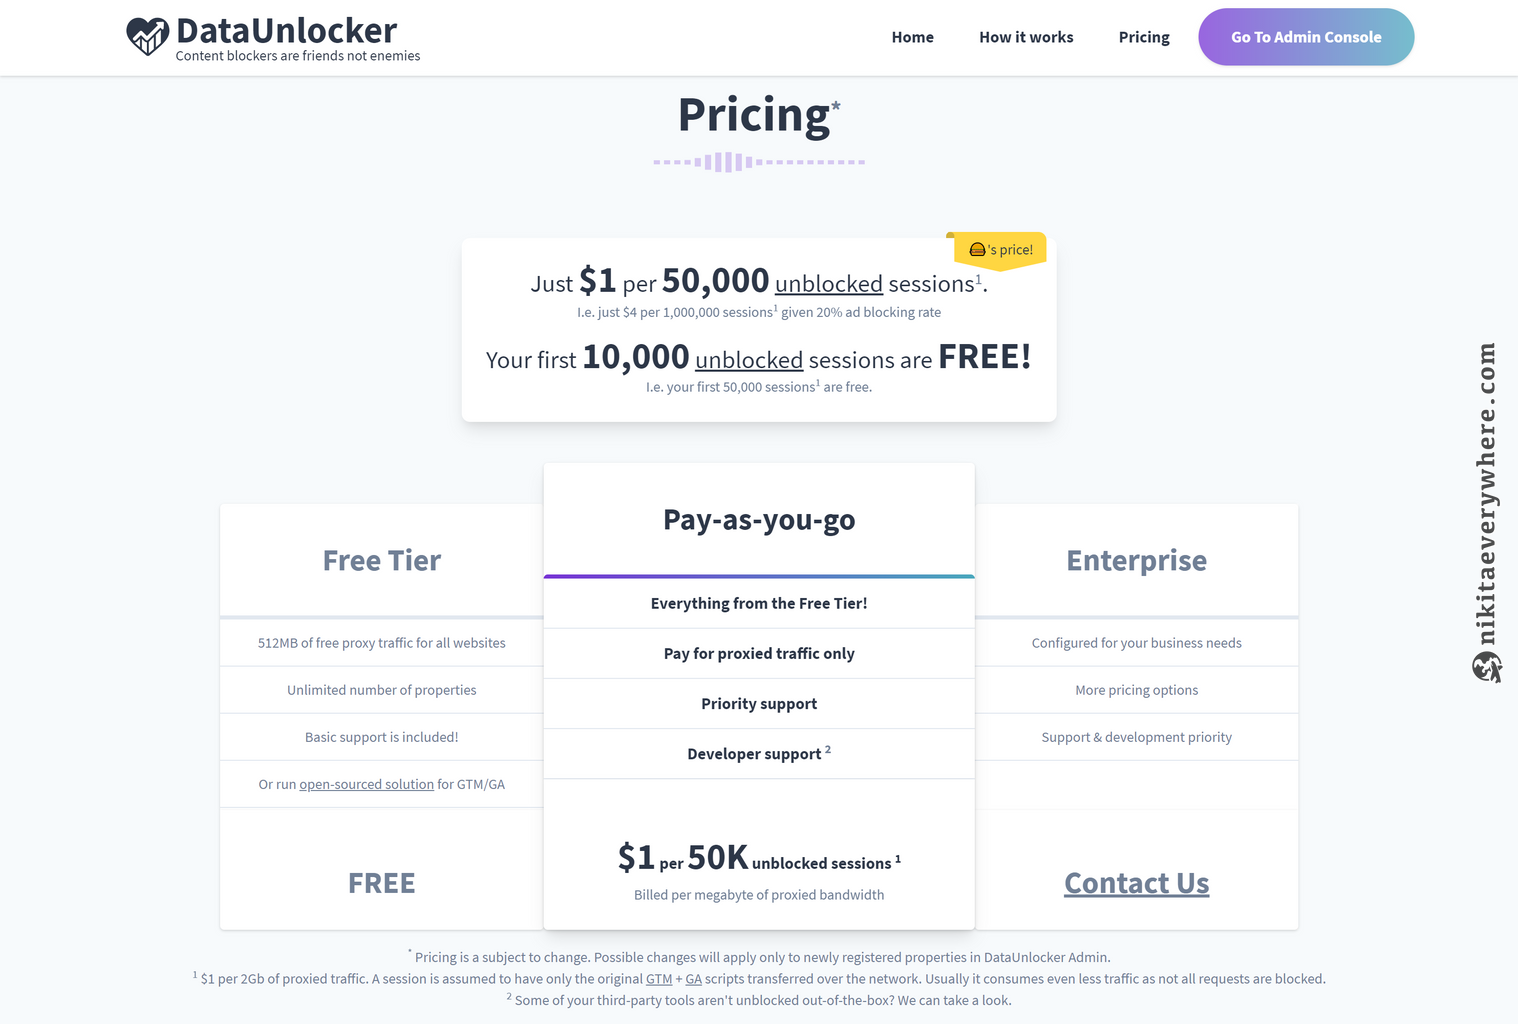 DataUnlocker
Content blockers are friends not enemies
Home
How it works
Pricing
Go To Admin Console
Pricing*
🍔's price!
Just $1 per 50,000 unblocked sessions¹.
I.e. just $4 per 1,000,000 sessions¹ given 20% ad blocking rate
Your first 10,000 unblocked sessions are FREE!
I.e. your first 50,000 sessions¹ are free.
Free Tier
512MB of free proxy traffic for all websites
Unlimited number of properties
Basic support is included!
Or run open-sourced solution for GTM/GA
FREE
Pay-as-you-go
Everything from the Free Tier!
Pay for proxied traffic only
Priority support
Developer support ²
$1 per 50K unblocked sessions ¹
Billed per megabyte of proxied bandwidth
Enterprise
Configured for your business needs
More pricing options
Support & development priority
Contact Us
* Pricing is a subject to change. Possible changes will apply only to newly registered properties in DataUnlocker Admin.
¹ $1 per 2Gb of proxied traffic. A session is assumed to have only the original GTM + GA scripts transferred over the network. Usually it consumes even less traffic as not all requests are blocked.
² Some of your third-party tools aren't unblocked out-of-the-box? We can take a look.
nikitaeverywhere.com